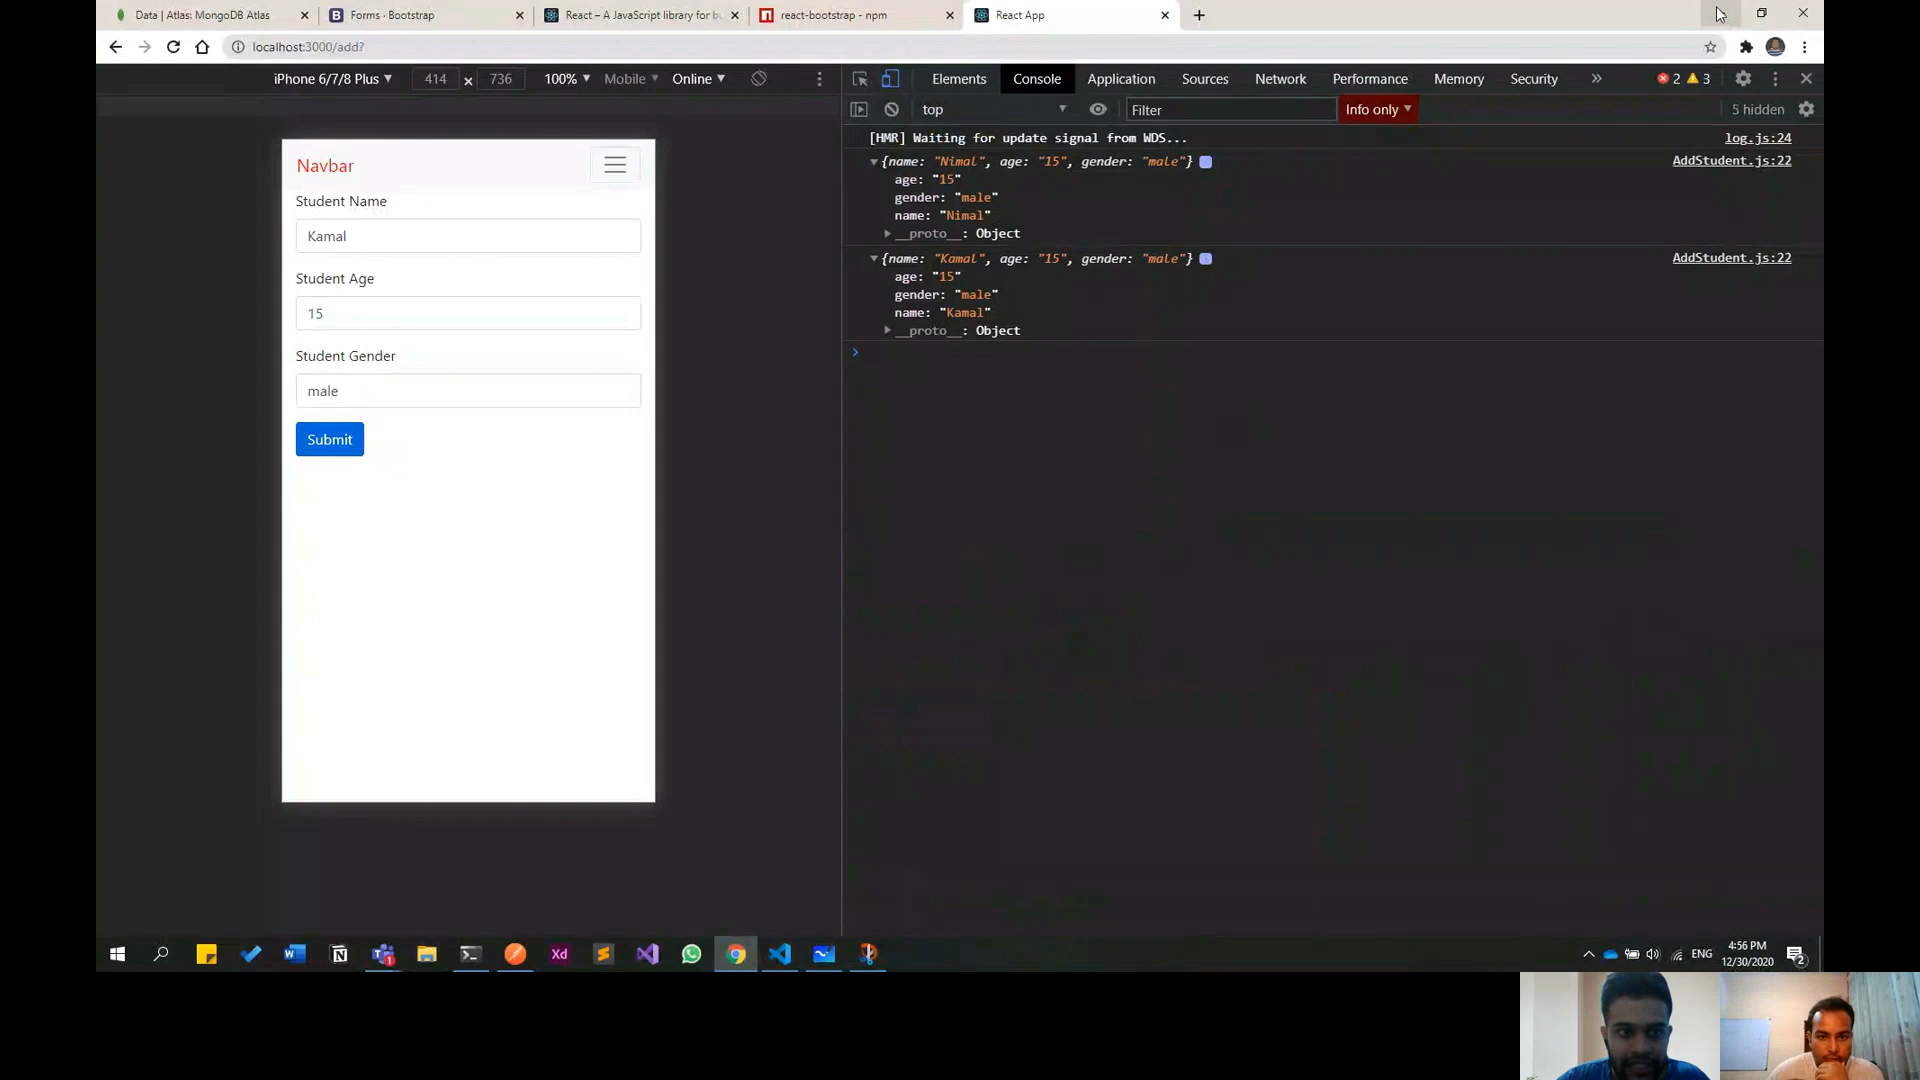 Data | Atlas: MongoDB Atlas
Forms · Bootstrap
React – A JavaScript library for b
react-bootstrap - npm
React App
localhost:3000/add?
iPhone 6/7/8 Plus
414 x 736
100%
Mobile
Online
Elements
Console
Application
Sources
Network
Performance
Memory
Security
2
3
top
Filter
Info only
5 hidden
[HMR] Waiting for update signal from WDS...
log.js:24
{name: "Nimal", age: "15", gender: "male"}
AddStudent.js:22
age: "15"
gender: "male"
name: "Nimal"
__proto__: Object
{name: "Kamal", age: "15", gender: "male"}
AddStudent.js:22
age: "15"
gender: "male"
name: "Kamal"
__proto__: Object
Navbar
Student Name
Kamal
Student Age
15
Student Gender
male
Submit
Xd
ENG
4:56 PM
12/30/2020
2